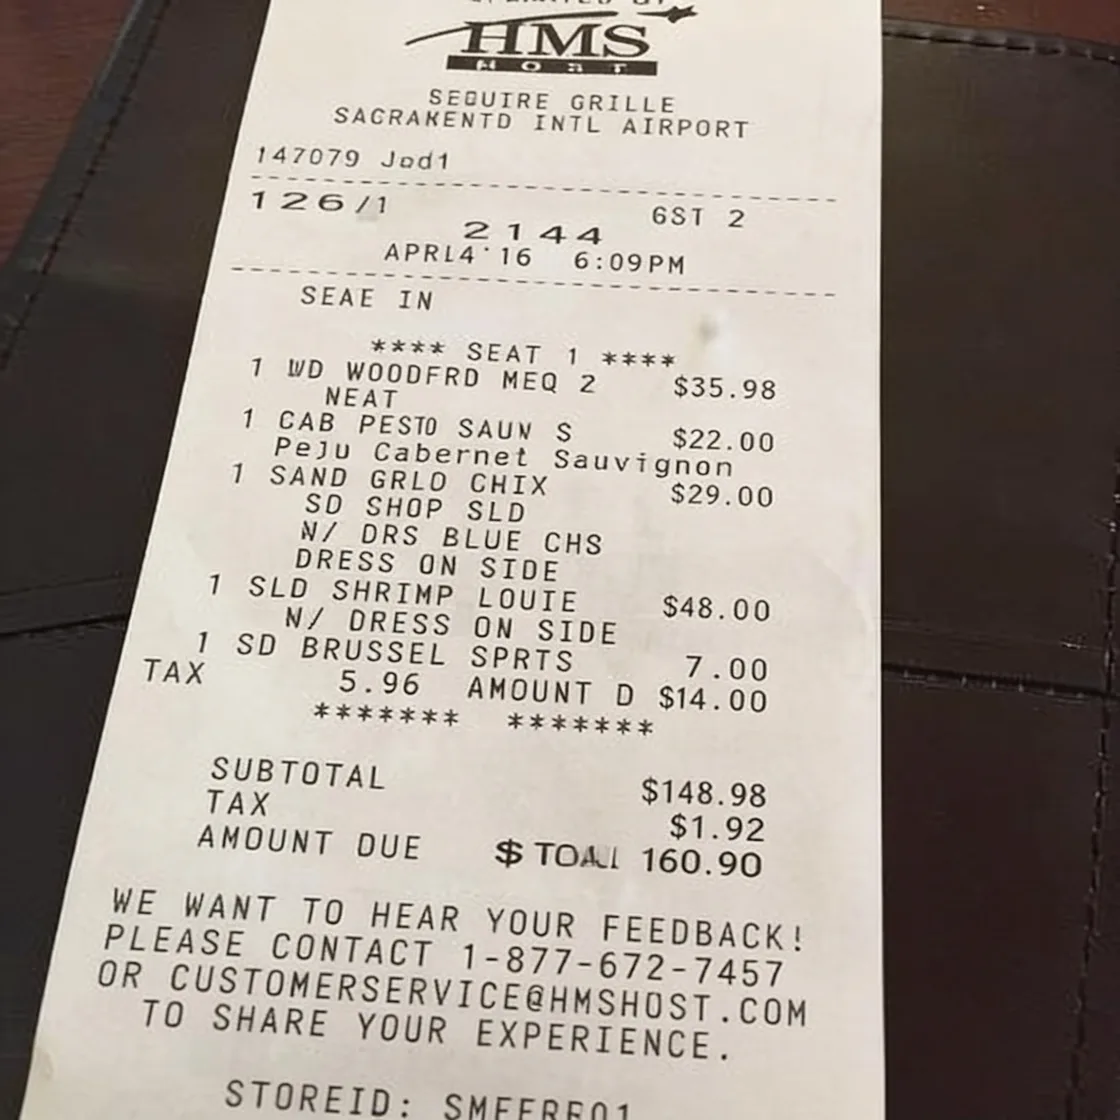 HMS
HOST
SEQUIRE GRILLE
SACRAKENTD INTL AIRPORT
147079 Jod1
126/1 GST 2
2144
APRL4'16 6:09PM
SEAE IN
**** SEAT 1 ****
1 WD WOODFRD MEQ 2 $35.98
NEAT
1 CAB PESTO SAUN S $22.00
PeJu Cabernet Sauvignon
1 SAND GRLD CHIX $29.00
SD SHOP SLD
N/ DRS BLUE CHS
DRESS ON SIDE
1 SLD SHRIMP LOUIE $48.00
N/ DRESS ON SIDE
1 SD BRUSSEL SPRTS 7.00
TAX 5.96 AMOUNT D $14.00
******* *******
SUBTOTAL $148.98
TAX $1.92
AMOUNT DUE $ 160.90
WE WANT TO HEAR YOUR FEEDBACK!
PLEASE CONTACT 1-877-672-7457
OR CUSTOMERSERVICE@HMSHOST.COM
TO SHARE YOUR EXPERIENCE.
STOREID: